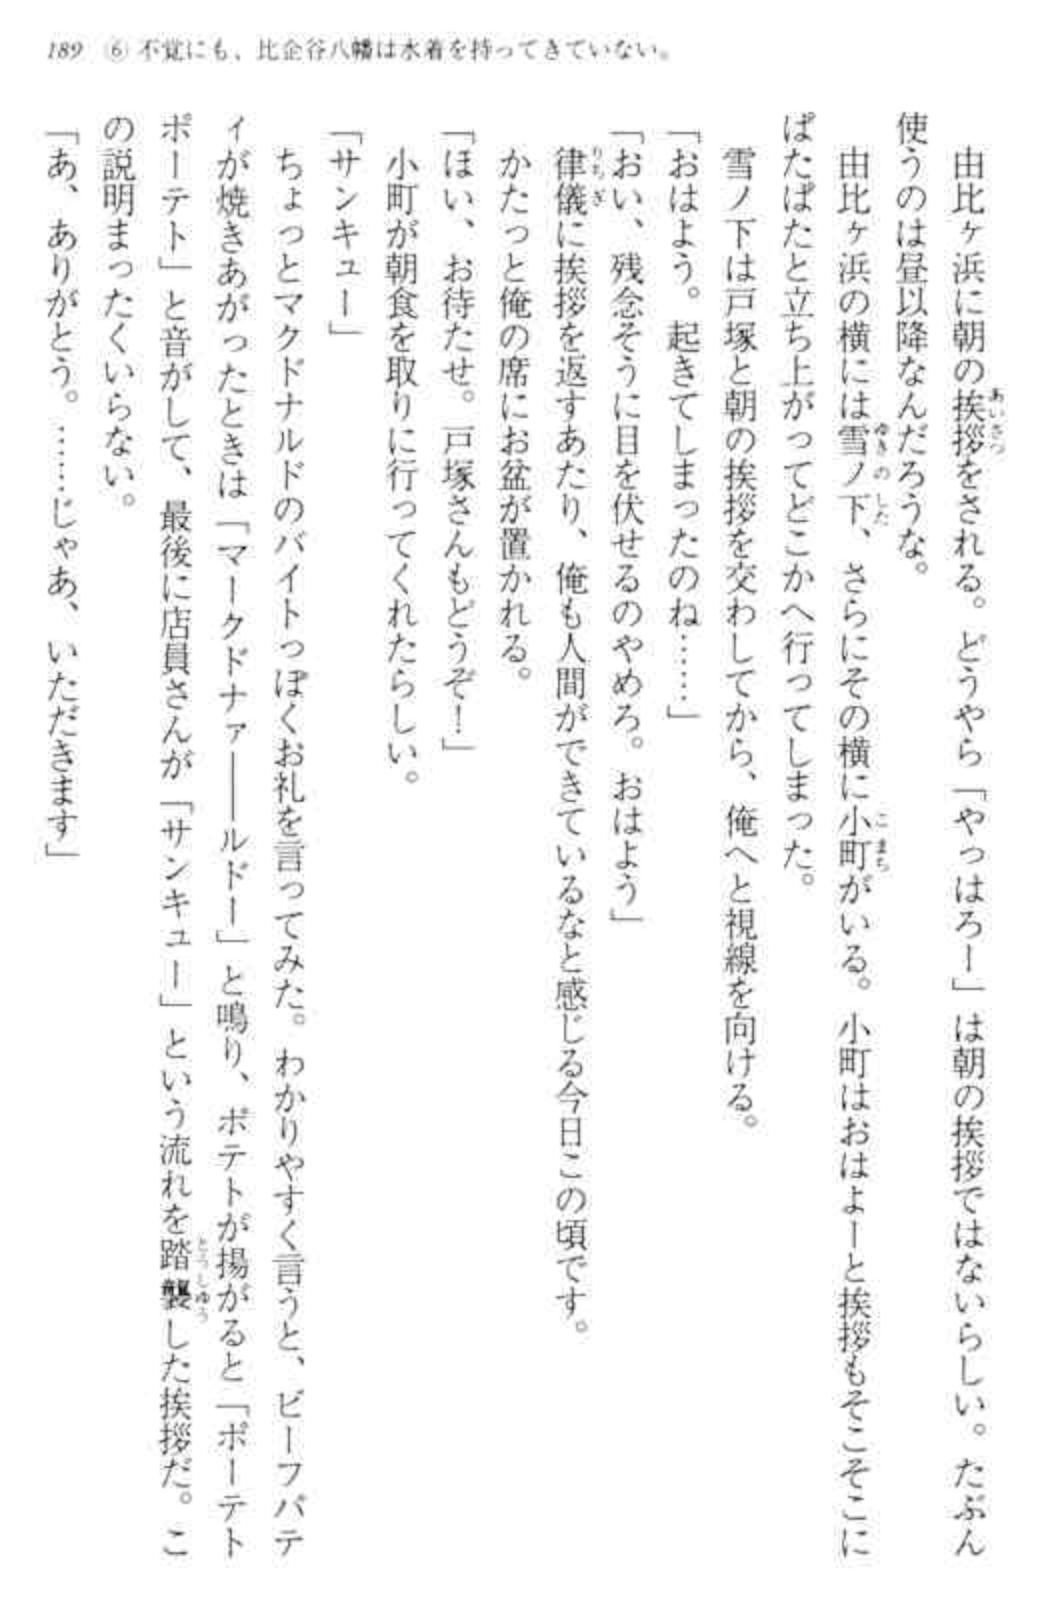 189 ⑥ 不覚にも、比企谷八幡は水着を持ってきていない。
由比ヶ浜に朝の挨拶をされる。どうやら「やっはろー」は朝の挨拶ではないらしい。たぶん
使うのは昼以降なんだろうな。
由比ヶ浜の横には雪ノ下、さらにその横に小町がいる。小町はおはよーと挨拶もそこそこに
ぱたぱたと立ち上がってどこかへ行ってしまった。
雪ノ下は戸塚と朝の挨拶を交わしてから、俺へと視線を向ける。
「おはよう。起きてしまったのね……」
「おい、残念そうに目を伏せるのやめろ。おはよう」
律儀に挨拶を返すあたり、俺も人間ができているなと感じる今日この頃です。
かたっと俺の席にお盆が置かれる。
「ほい、お待たせ。戸塚さんもどうぞ！」
小町が朝食を取りに行ってくれたらしい。
「サンキュー」
ちょっとマクドナルドのバイトっぽくお礼を言ってみた。わかりやすく言うと、ビーフパテ
ィが焼きあがったときは「マークドナァ――ルドー」と鳴り、ポテトが揚がると「ポーテト
ポーテト」と音がして、最後に店員さんが「サンキュー」という流れを踏襲した挨拶だ。こ
の説明まったくいらない。
「あ、ありがとう。……じゃあ、いただきます」